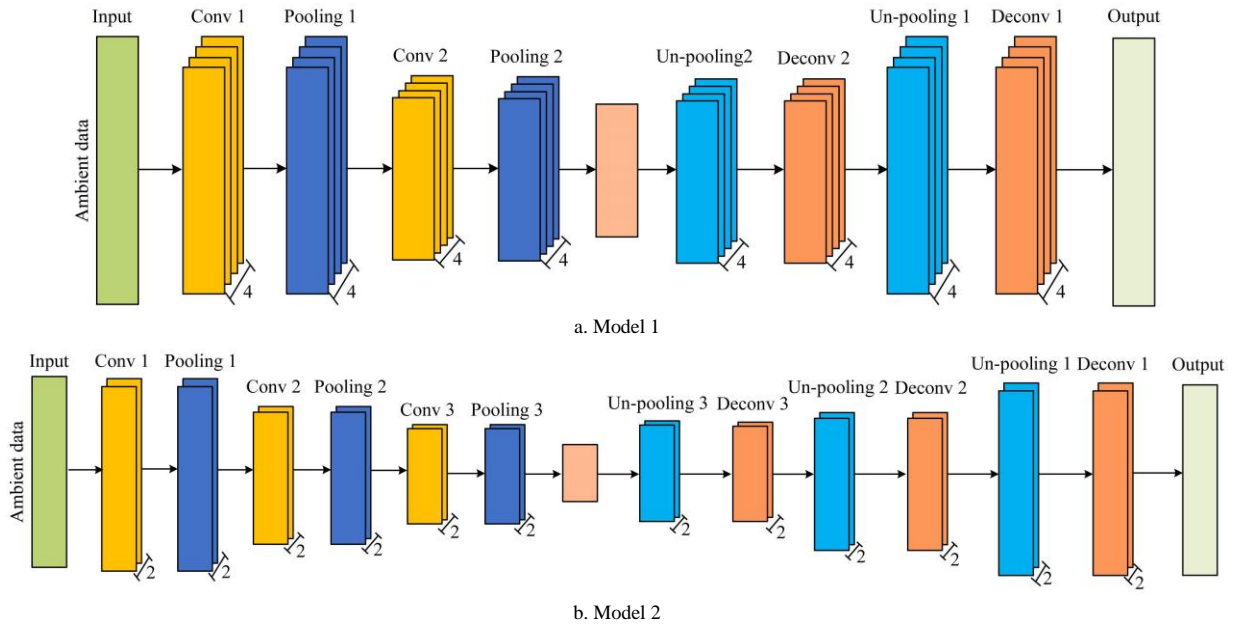 Input Conv 1 Pooling 1 Un-pooling 1 Deconv 1 Output
Conv 2 Pooling 2 Un-pooling2 Deconv 2
Ambient data
4 4 4 4 4 4 4 4
a. Model 1
Input Conv 1 Pooling 1 Un-pooling 1 Deconv 1 Output
Conv 2 Pooling 2 Un-pooling 2 Deconv 2
Conv 3 Pooling 3 Un-pooling 3 Deconv 3
Ambient data
2 2 2 2 2 2 2 2 2 2 2 2
b. Model 2